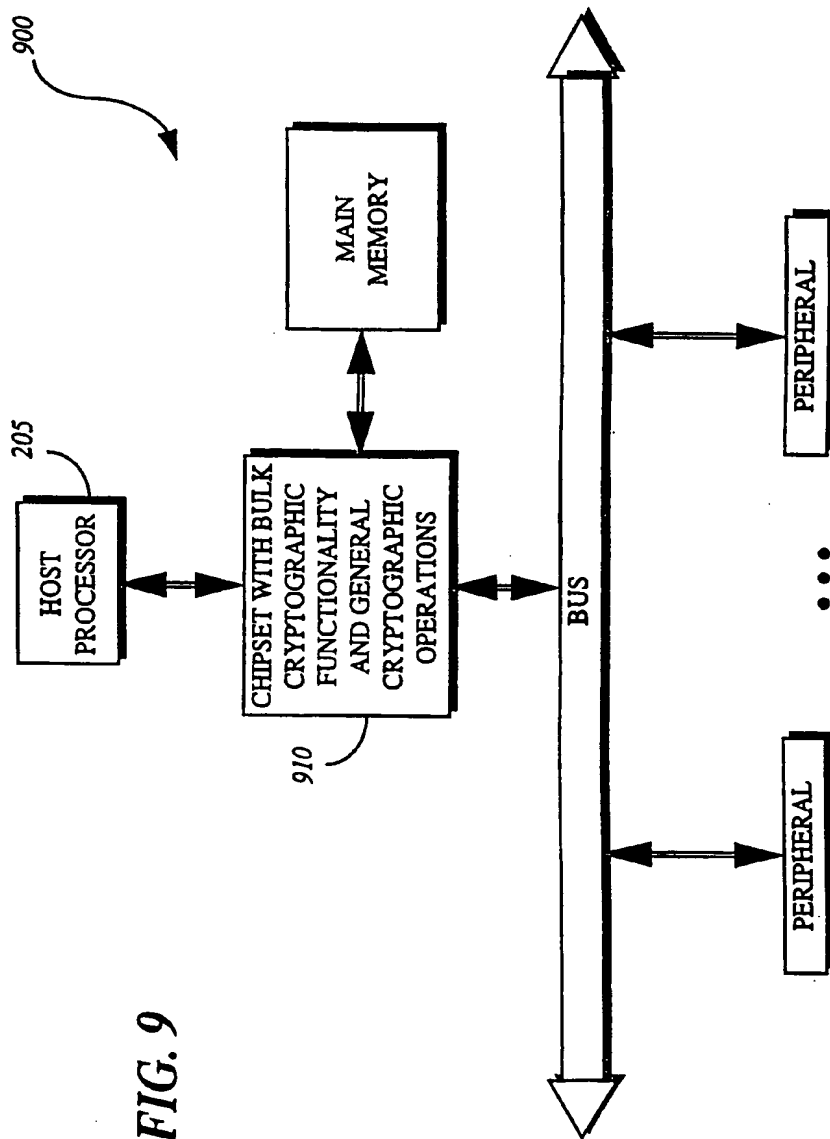 900
HOST
PROCESSOR
205
CHIPSET WITH BULK
CRYPTOGRAPHIC
FUNCTIONALITY
AND GENERAL
CRYPTOGRAPHIC
OPERATIONS
910
MAIN
MEMORY
BUS
PERIPHERAL
PERIPHERAL
FIG. 9